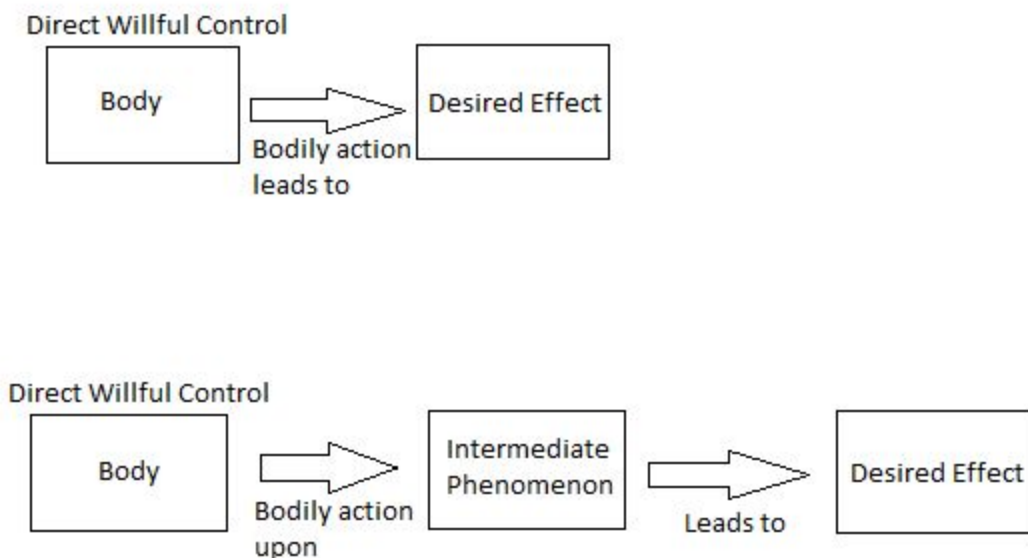 Direct Willful Control
Body
Desired Effect
Bodily action
leads to
Direct Willful Control
Body
Intermediate
Phenomenon
Desired Effect
Bodily action
upon
Leads to